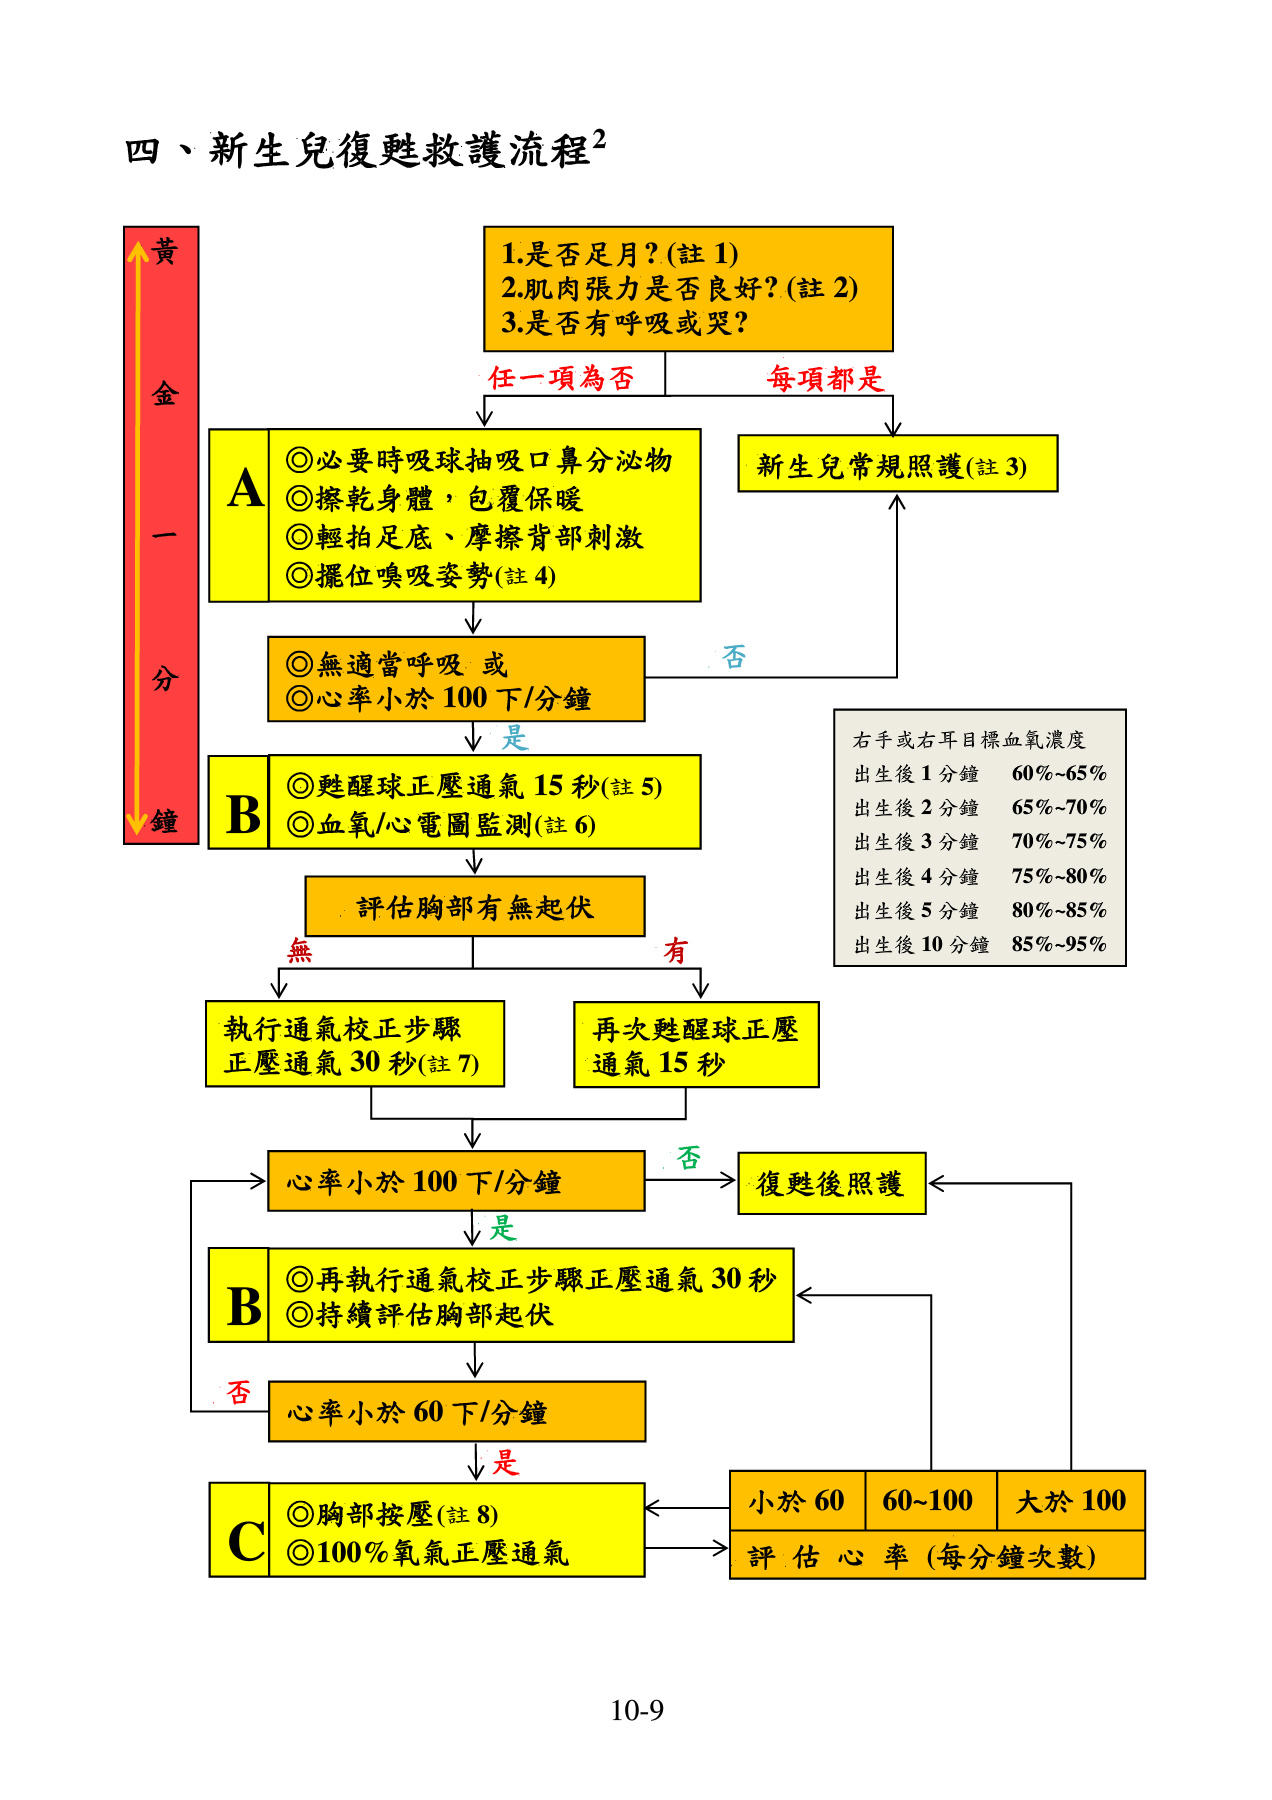 四、新生兒復甦救護流程2
黃
金
一
分
鐘
1.是否足月?(註 1)
2.肌肉張力是否良好?(註 2)
3.是否有呼吸或哭?
任一項為否
每項都是
A
◎必要時吸球抽吸口鼻分泌物
◎擦乾身體，包覆保暖
◎輕拍足底、摩擦背部刺激
◎擺位嗅吸姿勢(註 4)
新生兒常規照護(註 3)
◎無適當呼吸 或
◎心率小於 100 下/分鐘
否
是
B
◎甦醒球正壓通氣 15 秒(註 5)
◎血氧/心電圖監測(註 6)
右手或右耳目標血氧濃度
出生後 1 分鐘 60%~65%
出生後 2 分鐘 65%~70%
出生後 3 分鐘 70%~75%
出生後 4 分鐘 75%~80%
出生後 5 分鐘 80%~85%
出生後 10 分鐘 85%~95%
評估胸部有無起伏
無
有
執行通氣校正步驟
正壓通氣 30 秒(註 7)
再次甦醒球正壓
通氣 15 秒
心率小於 100 下/分鐘
否
復甦後照護
是
B
◎再執行通氣校正步驟正壓通氣 30 秒
◎持續評估胸部起伏
否
心率小於 60 下/分鐘
是
C
◎胸部按壓(註 8)
◎100%氧氣正壓通氣
小於 60
60~100
大於 100
評 估 心 率 (每分鐘次數)
10-9